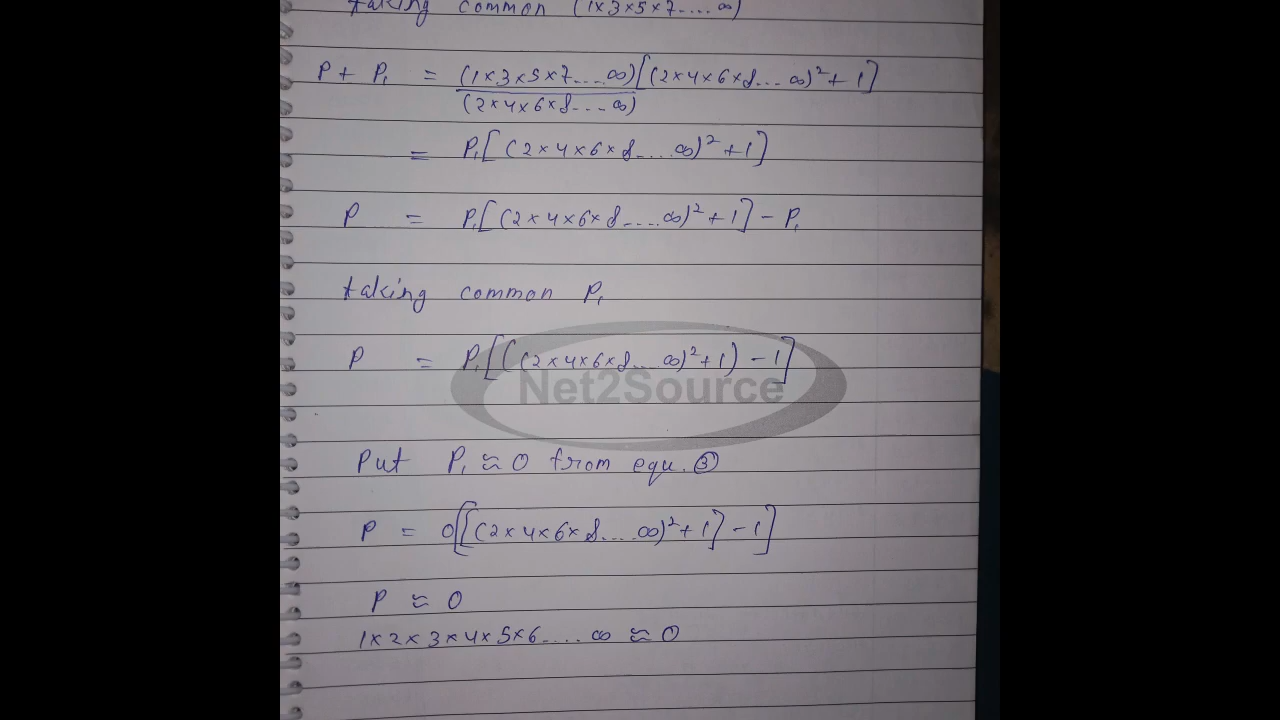 taking common (1×3×5×7....∞)
P + P₁ = (1×3×5×7....∞)[(2×4×6×8....∞)² + 1]
(2×4×6×8....∞)
= P₁[(2×4×6×8....∞)² + 1]
P = P₁[(2×4×6×8....∞)² + 1] - P₁
taking common P₁
P = P₁[((2×4×6×8....∞)² + 1) - 1]
Net2Source
Put P₁ ≈ 0 from equ. ③
P = 0[[(2×4×6×8....∞)² + 1] - 1]
P ≈ 0
1×2×3×4×5×6....∞ ≈ 0